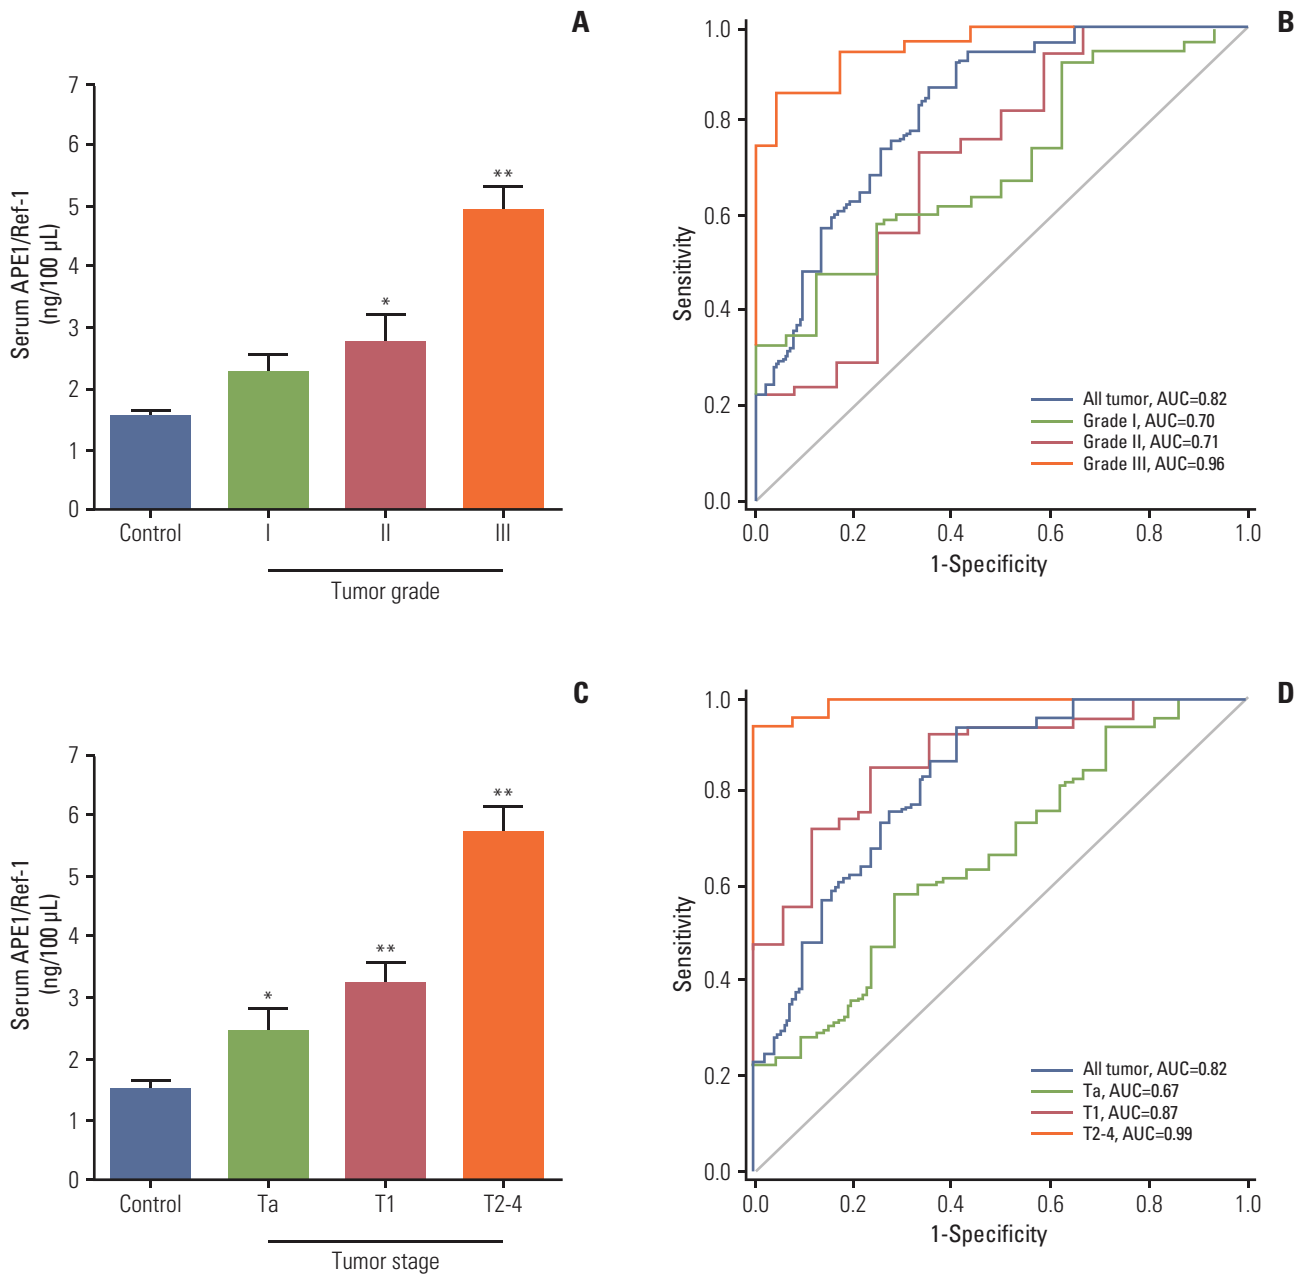 A
Serum APE1/Ref-1
(ng/100 µL)
7
6
5
4
3
2
1
0
**
*
Control
I
II
III
Tumor grade
B
Sensitivity
1.0
0.8
0.6
0.4
0.2
0.0
All tumor, AUC=0.82
Grade I, AUC=0.70
Grade II, AUC=0.71
Grade III, AUC=0.96
0.0
0.2
0.4
0.6
0.8
1.0
1-Specificity
C
Serum APE1/Ref-1
(ng/100 µL)
7
6
5
4
3
2
1
0
**
**
*
Control
Ta
T1
T2-4
Tumor stage
D
Sensitivity
1.0
0.8
0.6
0.4
0.2
0.0
All tumor, AUC=0.82
Ta, AUC=0.67
T1, AUC=0.87
T2-4, AUC=0.99
0.0
0.2
0.4
0.6
0.8
1.0
1-Specificity